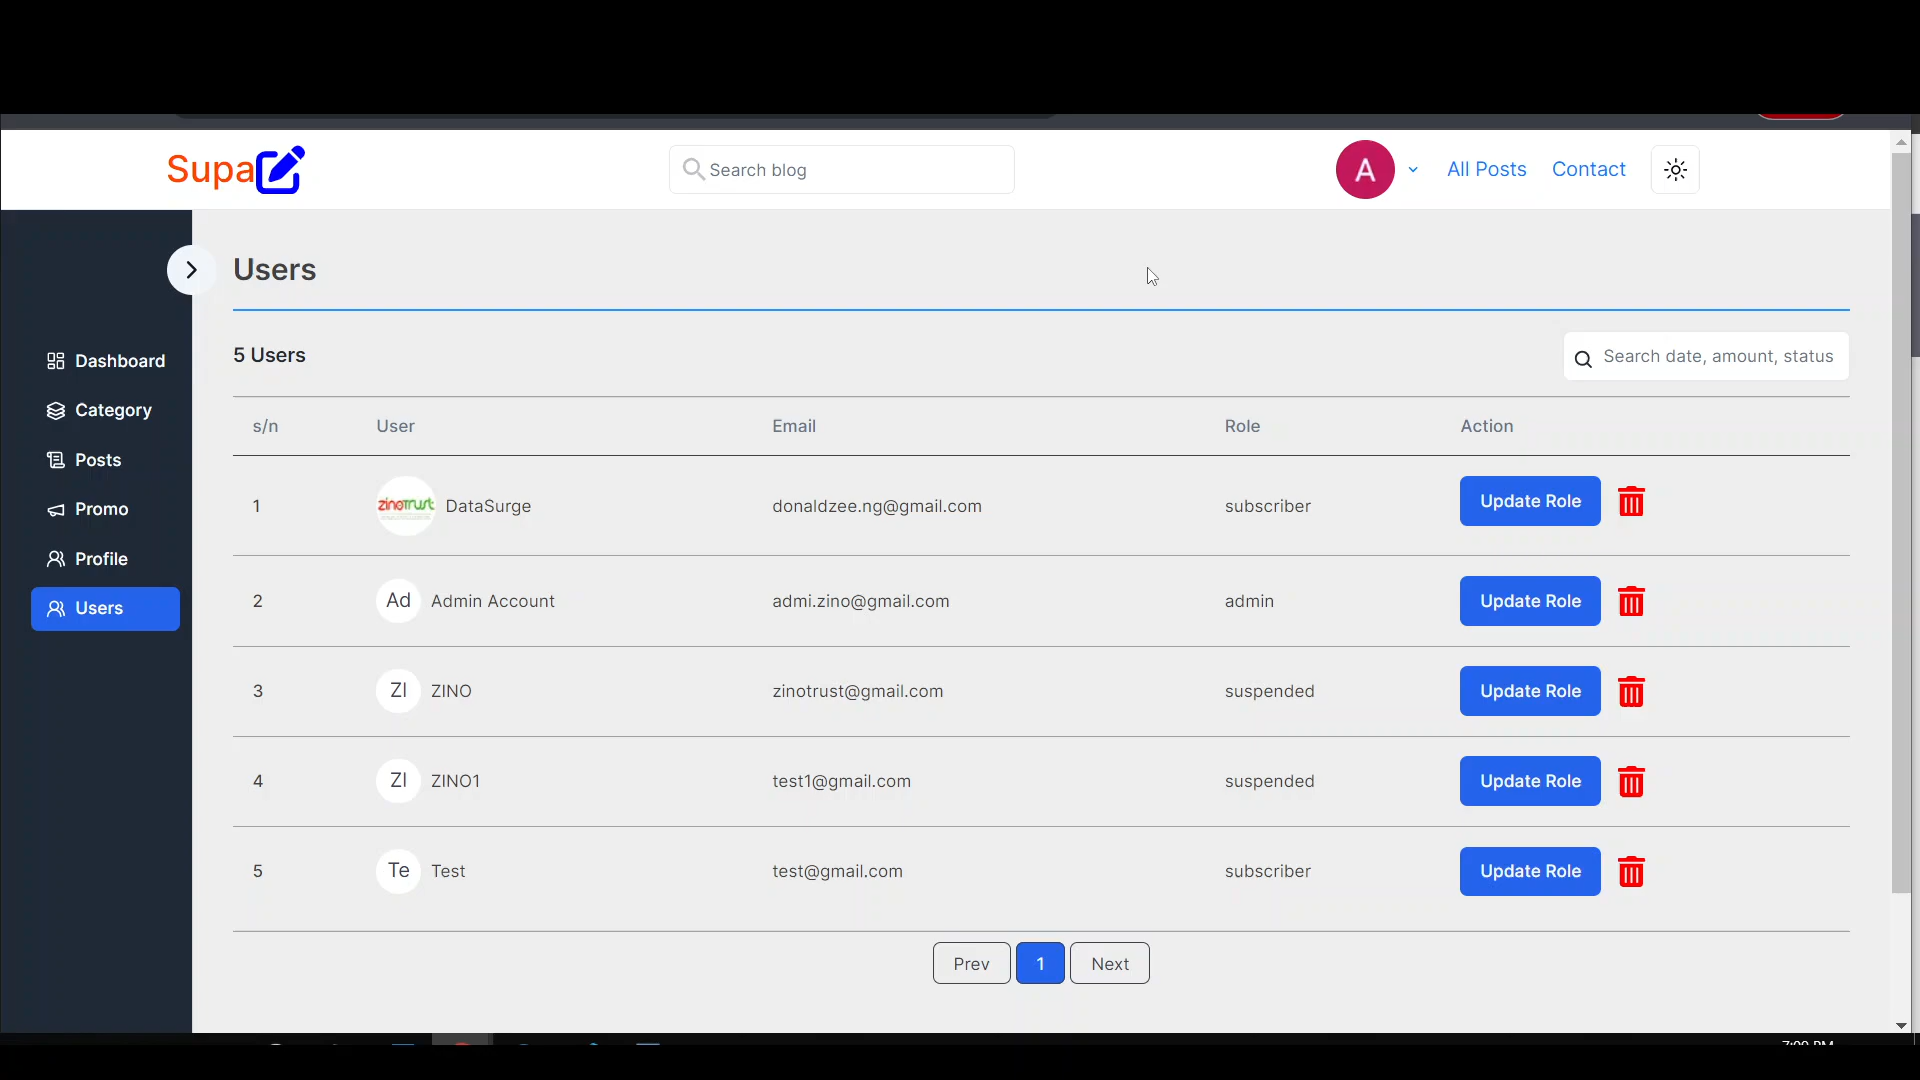 Supa
Search blog
A
All Posts
Contact
Users
5 Users
Search date, amount, status
Dashboard
Category
Posts
Promo
Profile
Users
s/n User Email Role Action
1 zinoTrust DataSurge donaldzee.ng@gmail.com subscriber Update Role
2 Ad Admin Account admi.zino@gmail.com admin Update Role
3 ZI ZINO zinotrust@gmail.com suspended Update Role
4 ZI ZINO1 test1@gmail.com suspended Update Role
5 Te Test test@gmail.com subscriber Update Role
Prev 1 Next